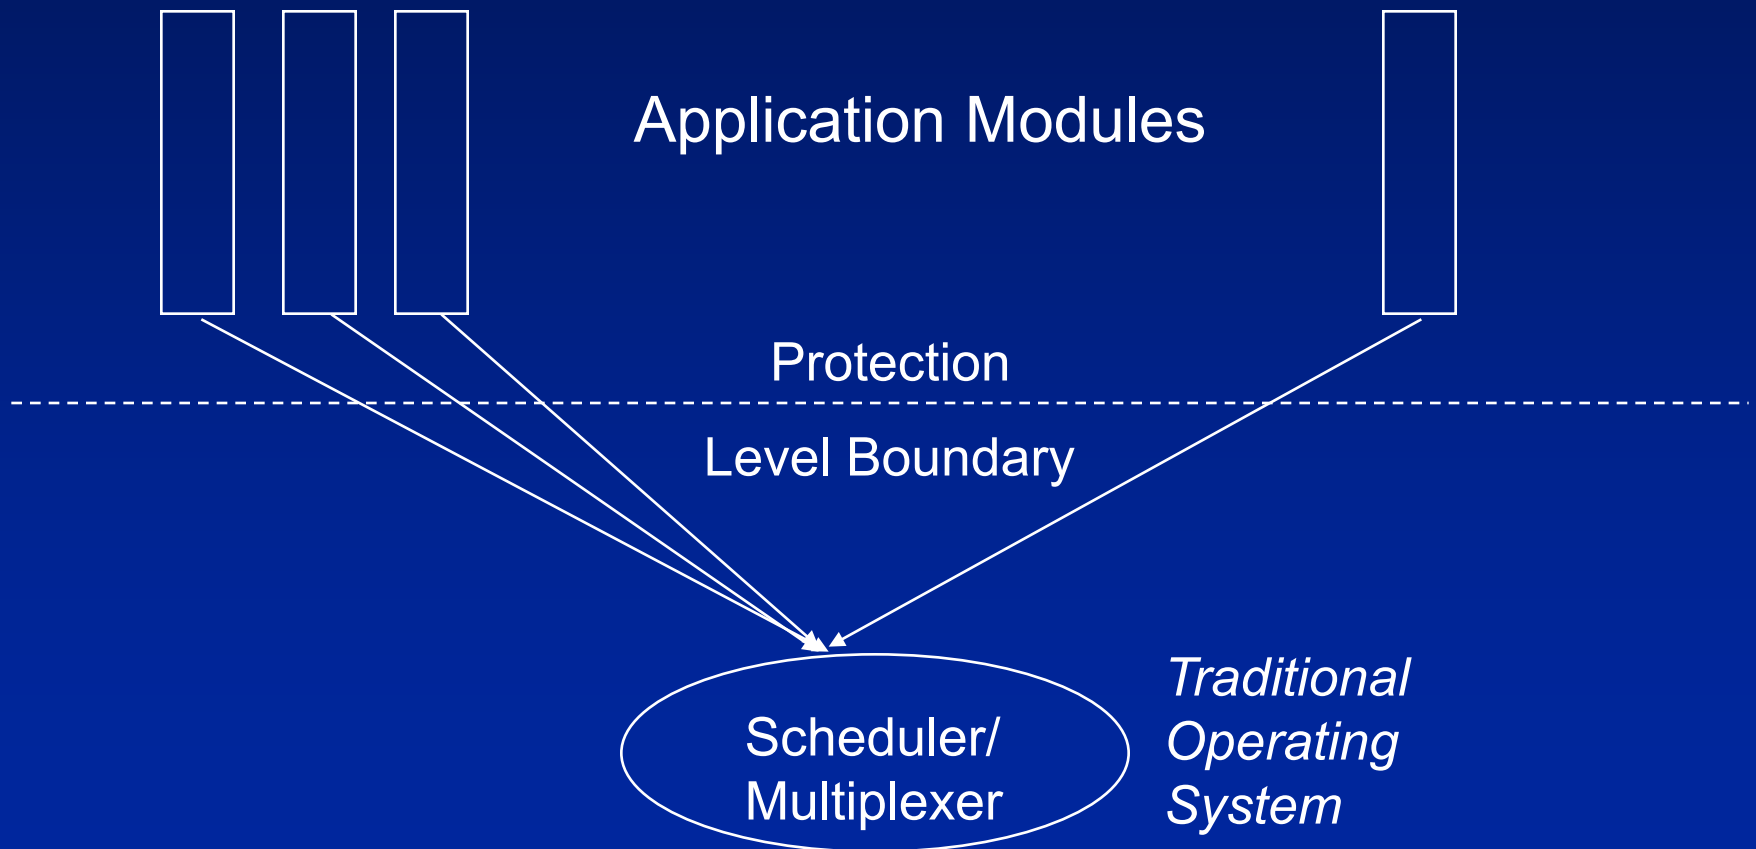 Application Modules
Protection
Level Boundary
Scheduler/
Multiplexer
Traditional
Operating
System